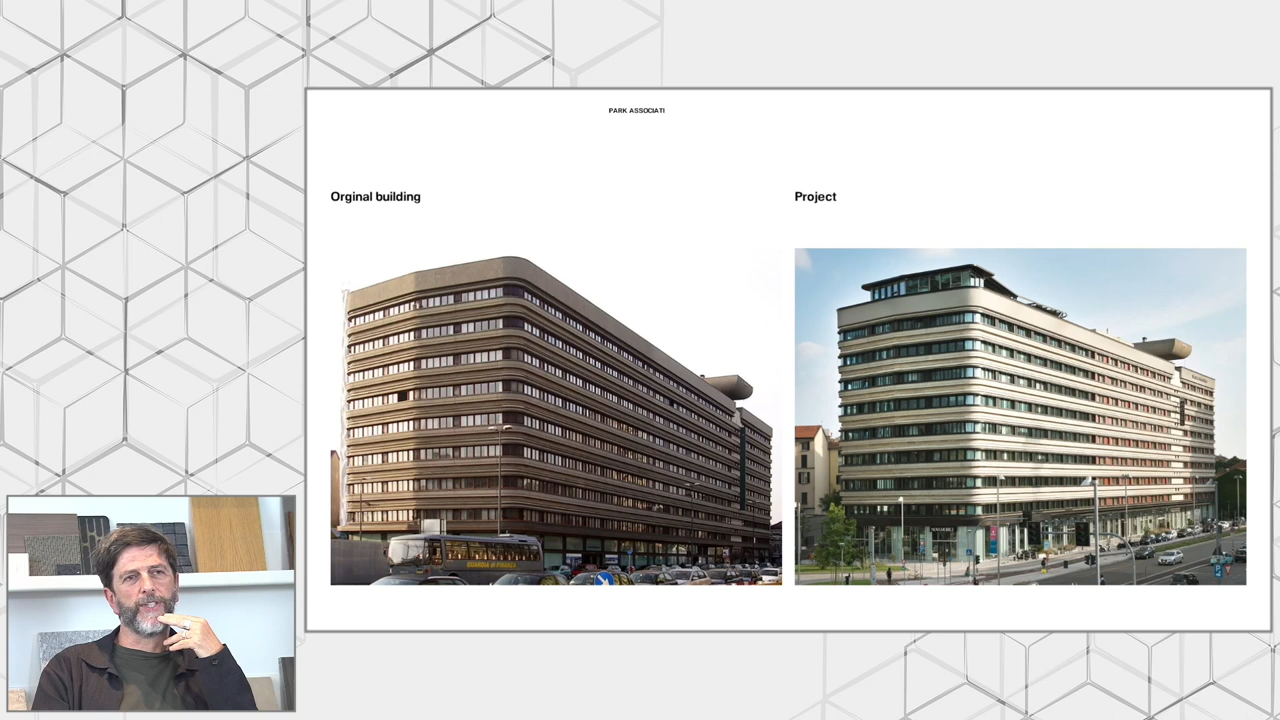 PARK ASSOCIATI
Orginal building
Project
GUARDIA DI FINANZA